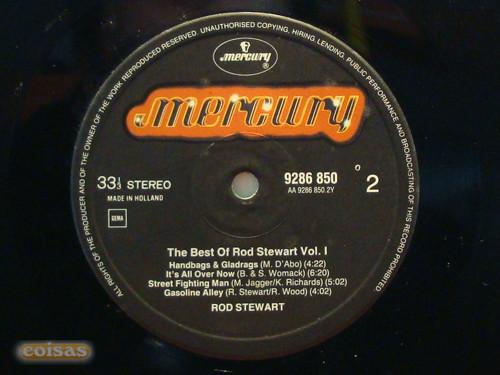 ALL RIGHTS OF THE PRODUCER AND OF THE OWNER OF THE WORK REPRODUCED RESERVED. UNAUTHORISED COPYING, HIRING, LENDING, PUBLIC PERFORMANCE AND BROADCASTING OF THIS RECORD PROHIBITED.
mercury
®
mercury
33⅓ STEREO
MADE IN HOLLAND
GEMA
9286 850
AA 9286 850.2Y
2
The Best Of Rod Stewart Vol. I
Handbags & Gladrags (M. D'Abo) (4:22)
It's All Over Now (B. & S. Womack) (6:20)
Street Fighting Man (M. Jagger/K. Richards) (5:02)
Gasoline Alley (R. Stewart/R. Wood) (4:02)
ROD STEWART
coisas